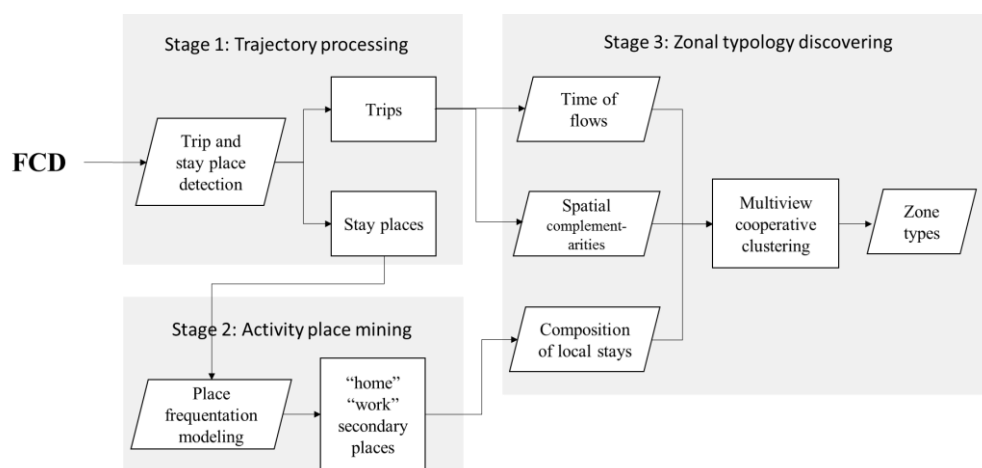 Stage 1: Trajectory processing
Stage 3: Zonal typology discovering
FCD
Trip and
stay place
detection
Trips
Stay places
Time of
flows
Spatial
complement-
arities
Multiview
cooperative
clustering
Zone
types
Stage 2: Activity place mining
Place
frequentation
modeling
“home”
“work”
secondary
places
Composition
of local stays